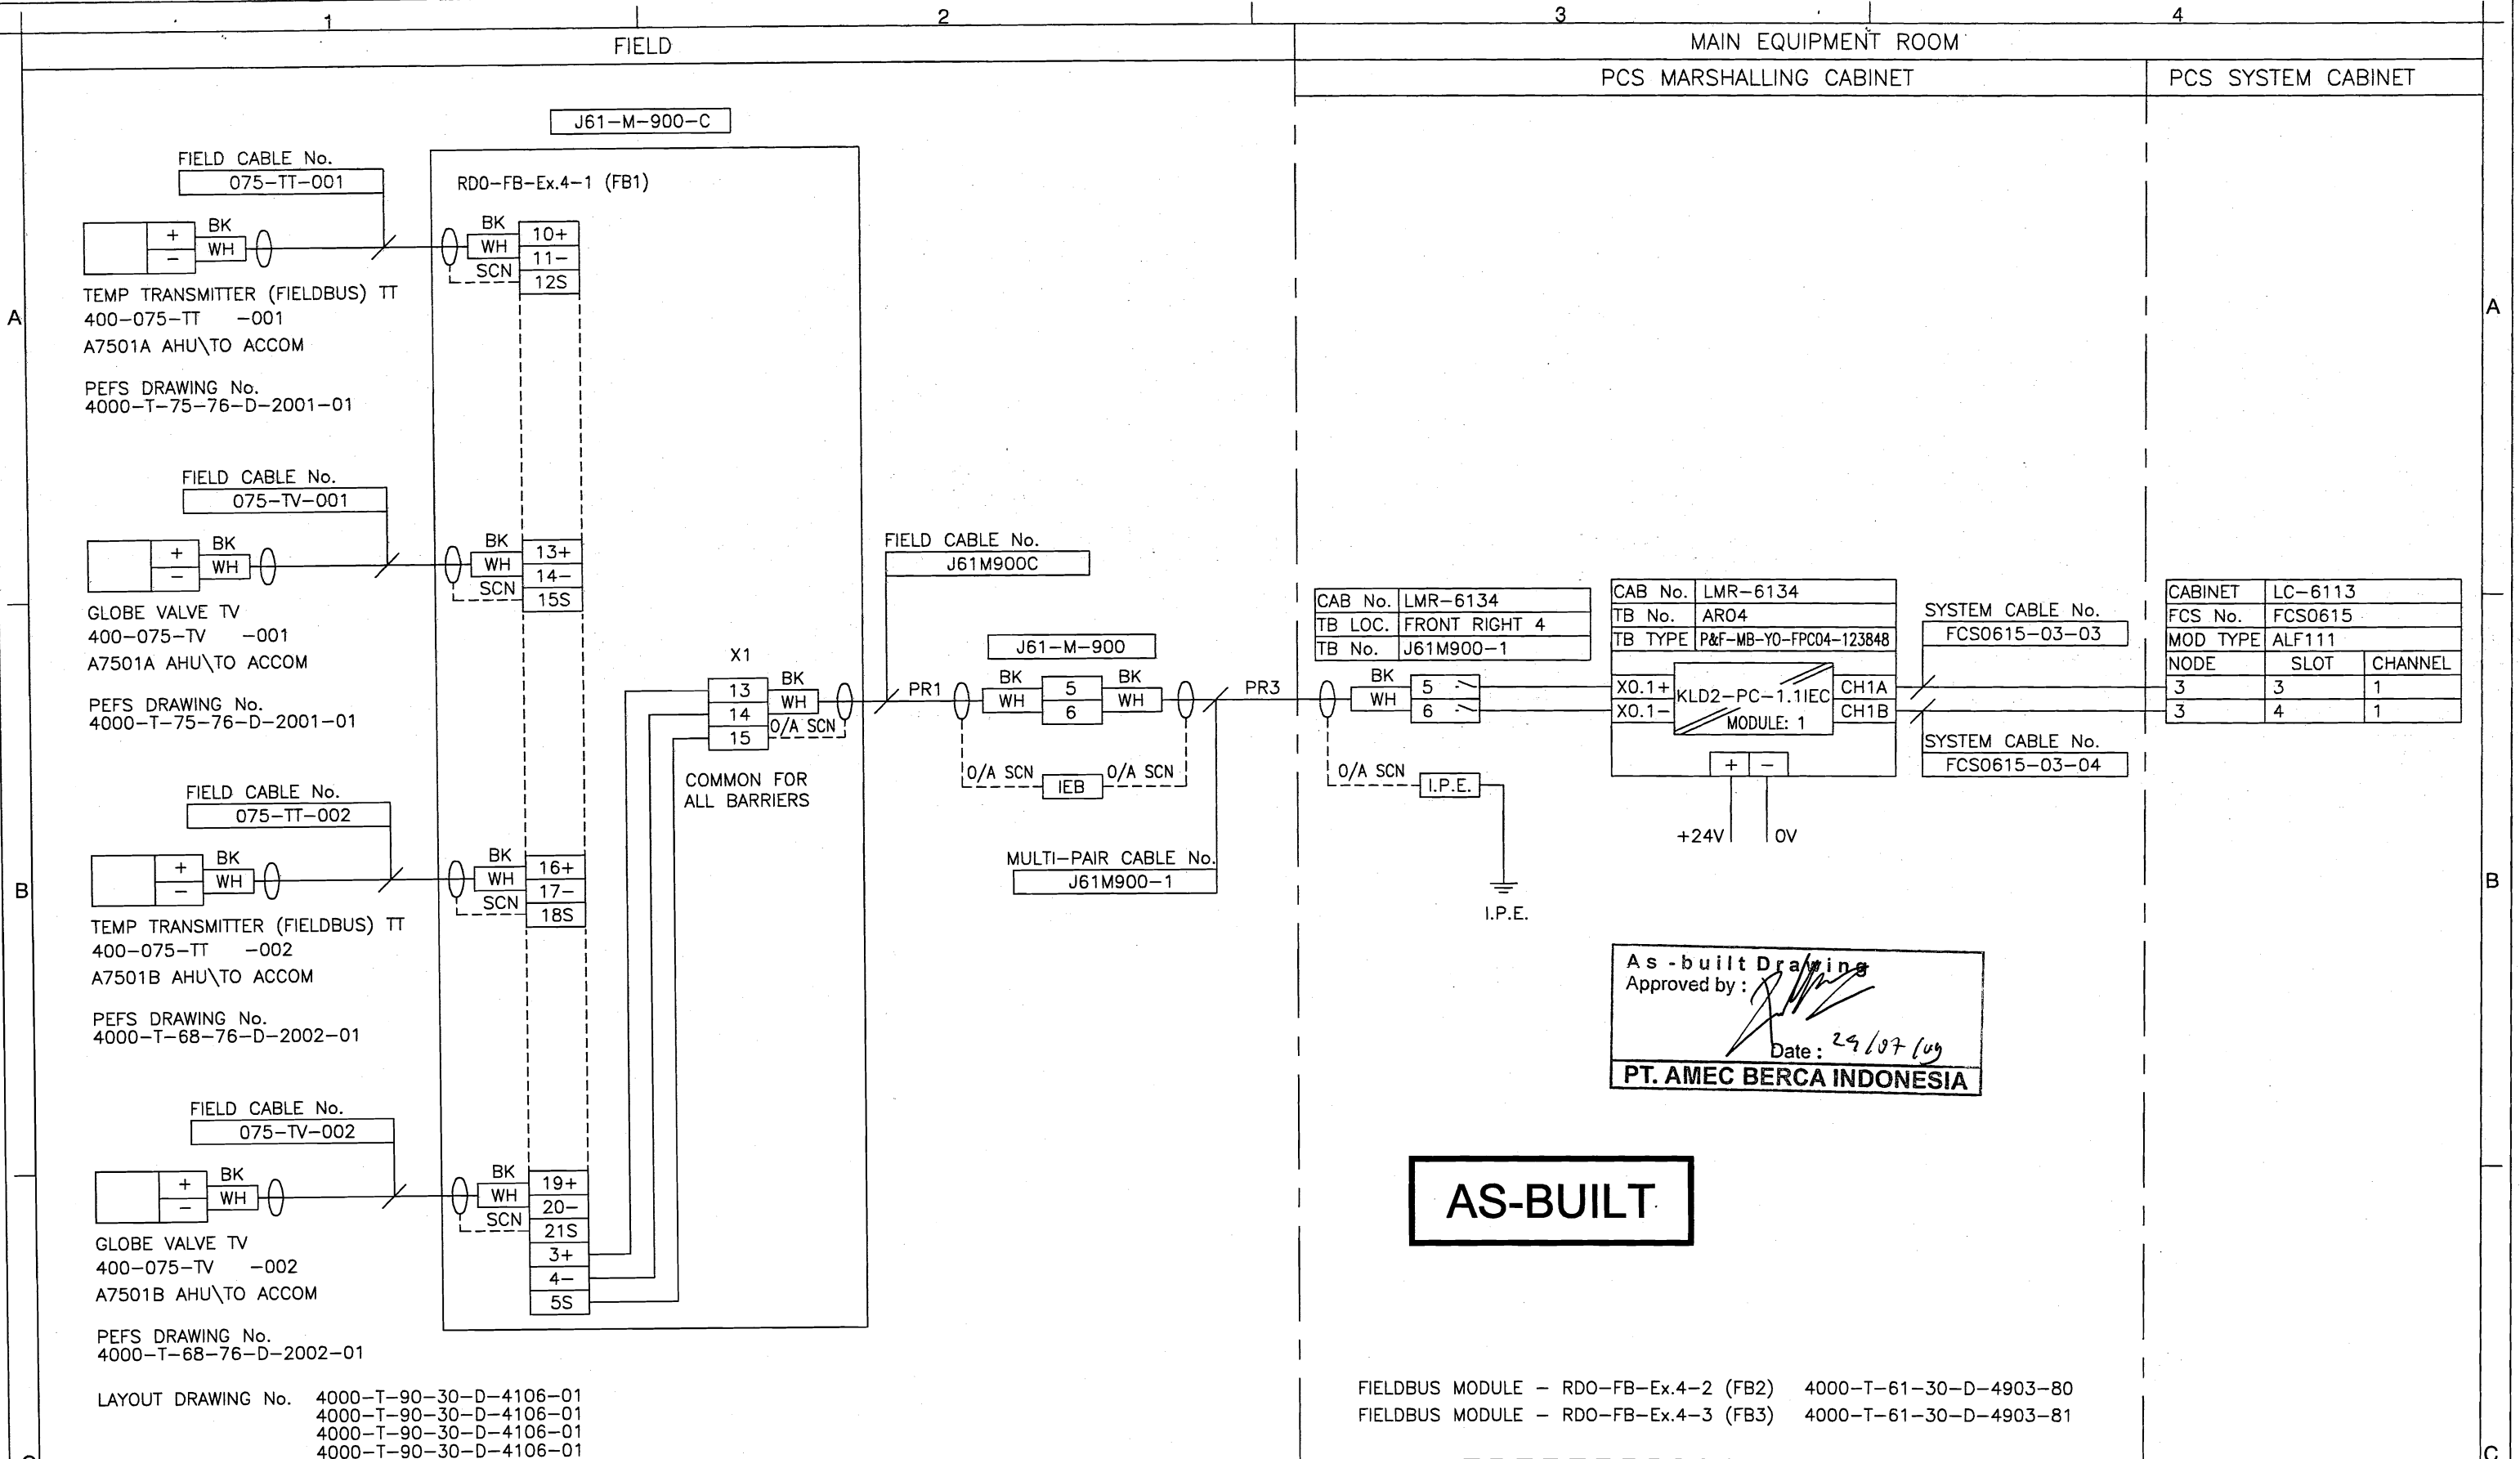 1 2 3 4
FIELD
MAIN EQUIPMENT ROOM
PCS MARSHALLING CABINET
PCS SYSTEM CABINET
J61-M-900-C
RDO-FB-Ex.4-1 (FB1)
FIELD CABLE No.
075-TT-001
+ BK
- WH
BK 10+
WH 11-
SCN 12S
TEMP TRANSMITTER (FIELDBUS) TT
400-075-TT -001
A7501A AHU\TO ACCOM
PEFS DRAWING No.
4000-T-75-76-D-2001-01
A
A
FIELD CABLE No.
075-TV-001
+ BK
- WH
BK 13+
WH 14-
SCN 15S
GLOBE VALVE TV
400-075-TV -001
A7501A AHU\TO ACCOM
PEFS DRAWING No.
4000-T-75-76-D-2001-01
FIELD CABLE No.
075-TT-002
+ BK
- WH
BK 16+
WH 17-
SCN 18S
TEMP TRANSMITTER (FIELDBUS) TT
400-075-TT -002
A7501B AHU\TO ACCOM
PEFS DRAWING No.
4000-T-68-76-D-2002-01
B
B
FIELD CABLE No.
075-TV-002
+ BK
- WH
BK 19+
WH 20-
SCN 21S
3+
4-
5S
GLOBE VALVE TV
400-075-TV -002
A7501B AHU\TO ACCOM
PEFS DRAWING No.
4000-T-68-76-D-2002-01
LAYOUT DRAWING No. 4000-T-90-30-D-4106-01
4000-T-90-30-D-4106-01
4000-T-90-30-D-4106-01
4000-T-90-30-D-4106-01
X1
13 BK
14 WH
15 O/A SCN
COMMON FOR
ALL BARRIERS
FIELD CABLE No.
J61M900C
PR1
J61-M-900
BK 5 BK
WH 6 WH
O/A SCN IEB O/A SCN
PR3
MULTI-PAIR CABLE No.
J61M900-1
CAB No. LMR-6134
TB LOC. FRONT RIGHT 4
TB No. J61M900-1
BK 5
WH 6
O/A SCN I.P.E.
I.P.E.
CAB No. LMR-6134
TB No. AR04
TB TYPE P&F-MB-Y0-FPC04-123848
X0.1+ KLD2-PC-1.1IEC CH1A
X0.1- MODULE: 1 CH1B
+ -
+24V 0V
SYSTEM CABLE No.
FCS0615-03-03
SYSTEM CABLE No.
FCS0615-03-04
CABINET LC-6113
FCS No. FCS0615
MOD TYPE ALF111
NODE SLOT CHANNEL
3 3 1
3 4 1
As-built Drawing
Approved by :
Date : 29/07/09
PT. AMEC BERCA INDONESIA
AS-BUILT
FIELDBUS MODULE - RDO-FB-Ex.4-2 (FB2) 4000-T-61-30-D-4903-80
FIELDBUS MODULE - RDO-FB-Ex.4-3 (FB3) 4000-T-61-30-D-4903-81
C